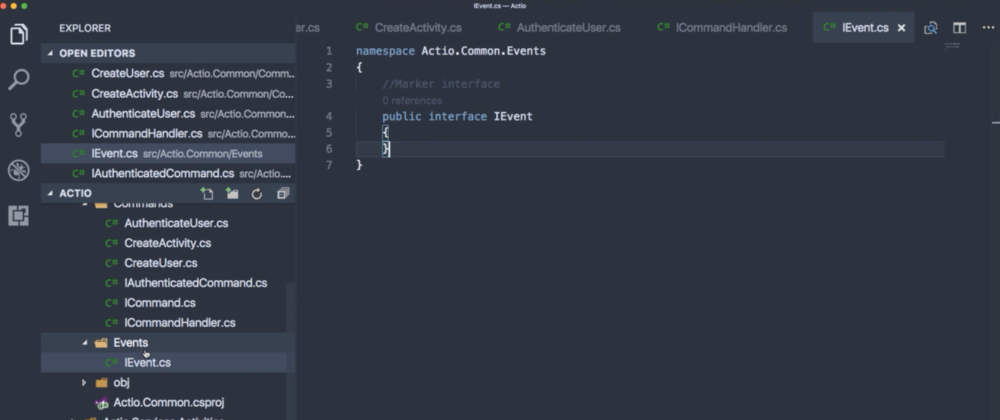 IEvent.cs — Actio
EXPLORER
OPEN EDITORS
CreateUser.cs src/Actio.Common/Comm...
CreateActivity.cs src/Actio.Common/Co...
AuthenticateUser.cs src/Actio.Common...
ICommandHandler.cs src/Actio.Commo...
IEvent.cs src/Actio.Common/Events
IAuthenticatedCommand.cs src/Actio....
ACTIO
Commands
C# AuthenticateUser.cs
C# CreateActivity.cs
C# CreateUser.cs
C# IAuthenticatedCommand.cs
C# ICommand.cs
C# ICommandHandler.cs
Events
C# IEvent.cs
obj
Actio.Common.csproj
Actio.Services.Activities
er.cs C# CreateActivity.cs C# AuthenticateUser.cs C# ICommandHandler.cs C# IEvent.cs
1 namespace Actio.Common.Events
2 {
3 //Marker interface
0 references
4 public interface IEvent
5 {
6 }
7 }